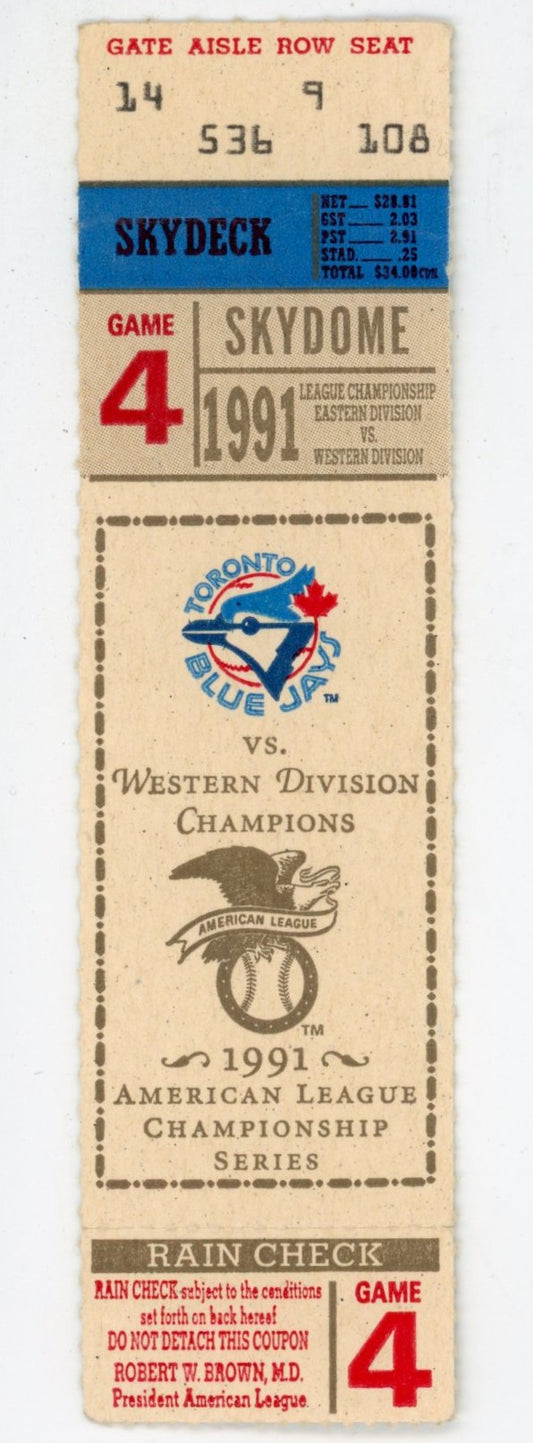 GATE AISLE ROW SEAT
14 9
536 108
SKYDECK
NET $28.81
GST 2.03
PST 2.91
STAD. .25
TOTAL $34.00 CDN
GAME
4
SKYDOME
1991
LEAGUE CHAMPIONSHIP
EASTERN DIVISION
VS.
WESTERN DIVISION
TORONTO
BLUE JAYS
TM
VS.
WESTERN DIVISION
CHAMPIONS
AMERICAN LEAGUE
TM
1991
AMERICAN LEAGUE
CHAMPIONSHIP
SERIES
RAIN CHECK
RAIN CHECK-subject to the conditions
set forth on back hereof
DO NOT DETACH THIS COUPON
ROBERT W. BROWN, M.D.
President American League
GAME
4